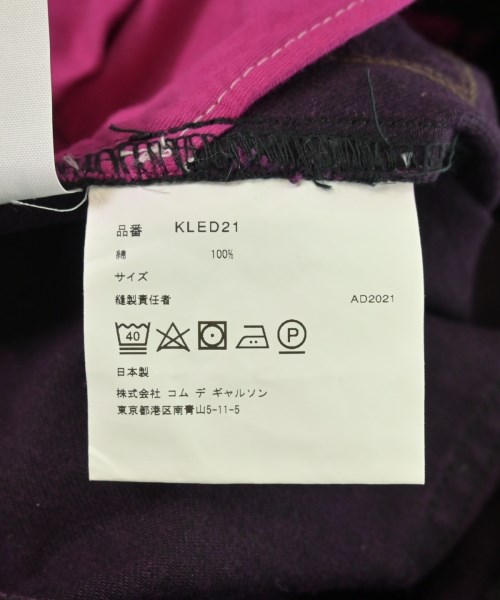 品番 KLED21
綿 100%
サイズ
縫製責任者 AD2021
40 P
日本製
株式会社 コム デ ギャルソン
東京都港区南青山5-11-5